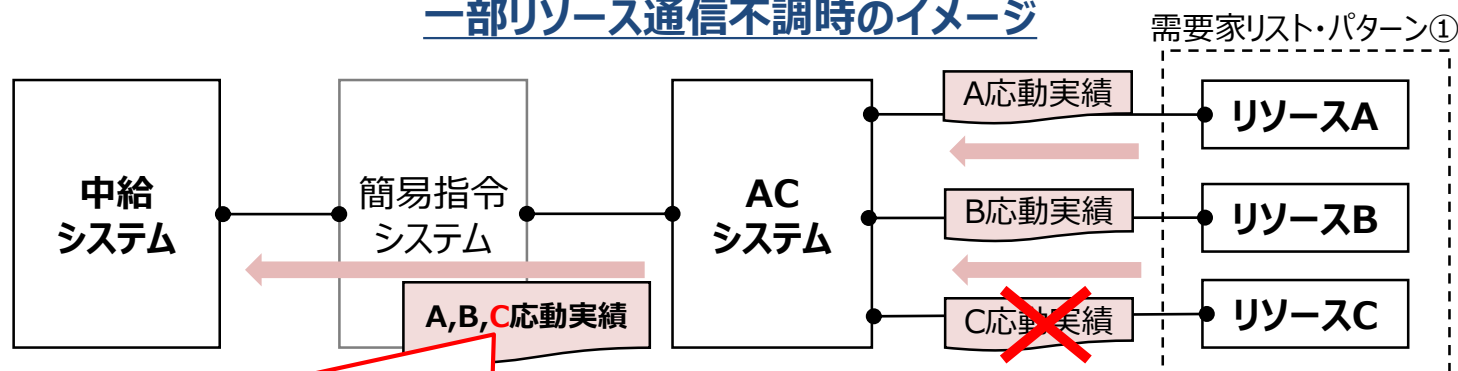 一部リソース通信不調時のイメージ
需要家リスト・パターン①
中給
システム
簡易指令
システム
AC
システム
A応動実績
B応動実績
C応動実績
リソースA
リソースB
リソースC
A,B,C応動実績